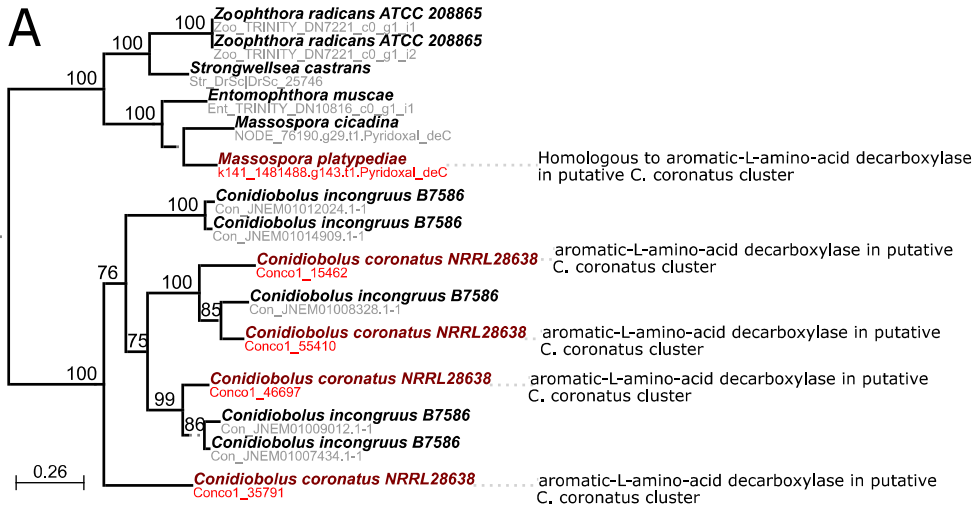 A
Zoophthora radicans ATCC 208865
Zoo_TRINITY_DN7221_c0_g1_i1
100
Zoophthora radicans ATCC 208865
Zoo_TRINITY_DN7221_c0_g1_i2
100
Strongwellsea castrans
Str_DrSc|DrSc_25746
100
Entomophthora muscae
Ent_TRINITY_DN10816_c0_g1_i1
100
Massospora cicadina
NODE_76190.g29.t1.Pyridoxal_deC
Massospora platypediae
k141_1481488.g143.t1.Pyridoxal_deC
Homologous to aromatic-L-amino-acid decarboxylase
in putative C. coronatus cluster
Conidiobolus incongruus B7586
Con_JNEM01012024.1-1
100
Conidiobolus incongruus B7586
Con_JNEM01014909.1-1
Conidiobolus coronatus NRRL28638
Conco1_15462
aromatic-L-amino-acid decarboxylase in putative
C. coronatus cluster
76
100
Conidiobolus incongruus B7586
Con_JNEM01008328.1-1
85
Conidiobolus coronatus NRRL28638
Conco1_55410
aromatic-L-amino-acid decarboxylase in putative
C. coronatus cluster
75
100
Conidiobolus coronatus NRRL28638
Conco1_46697
aromatic-L-amino-acid decarboxylase in putative
C. coronatus cluster
99
Conidiobolus incongruus B7586
Con_JNEM01009012.1-1
86
Conidiobolus incongruus B7586
Con_JNEM01007434.1-1
0.26
Conidiobolus coronatus NRRL28638
Conco1_35791
aromatic-L-amino-acid decarboxylase in putative
C. coronatus cluster